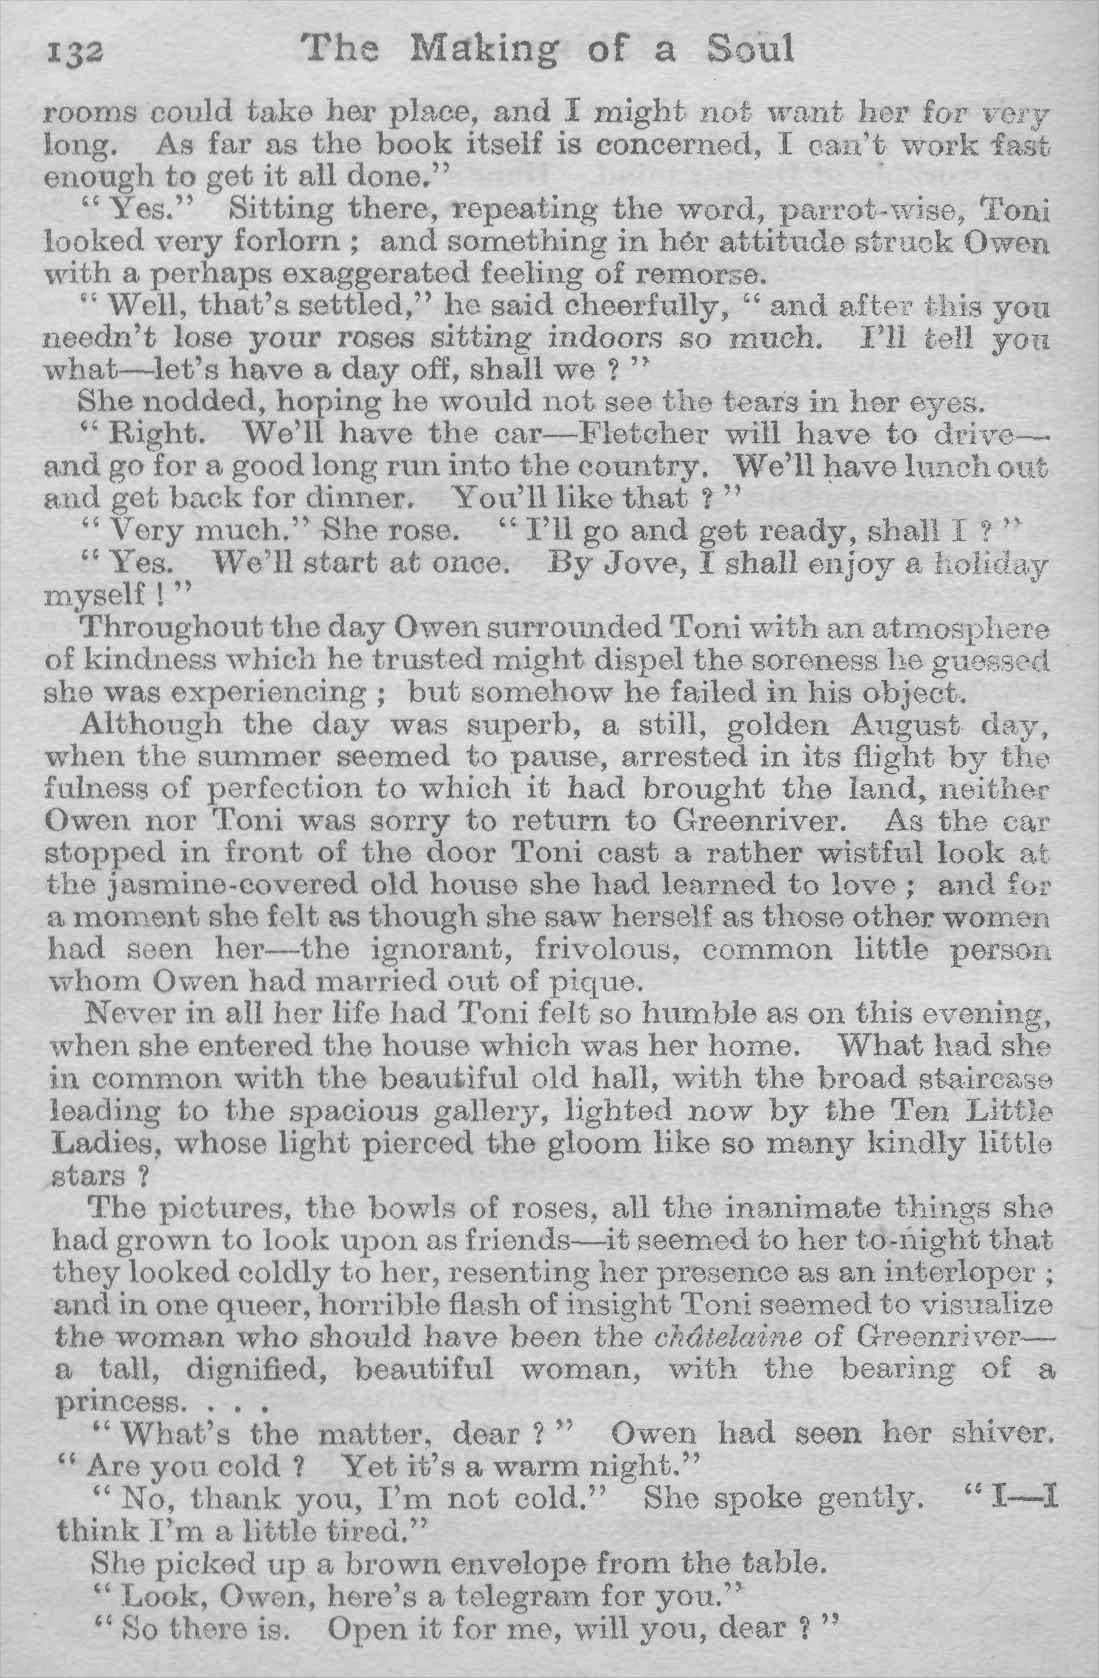 132 The Making of a Soul
rooms could take her place, and I might not want her for very
long. As far as the book itself is concerned, I can't work fast
enough to get it all done."
" Yes." Sitting there, repeating the word, parrot-wise, Toni
looked very forlorn ; and something in her attitude struck Owen
with a perhaps exaggerated feeling of remorse.
" Well, that's settled," he said cheerfully, " and after this you
needn't lose your roses sitting indoors so much. I'll tell you
what—let's have a day off, shall we ? "
She nodded, hoping he would not see the tears in her eyes.
" Right. We'll have the car—Fletcher will have to drive—
and go for a good long run into the country. We'll have lunch out
and get back for dinner. You'll like that ? "
" Very much." She rose. " I'll go and get ready, shall I ? "
" Yes. We'll start at once. By Jove, I shall enjoy a holiday
myself ! "
Throughout the day Owen surrounded Toni with an atmosphere
of kindness which he trusted might dispel the soreness he guessed
she was experiencing ; but somehow he failed in his object.
Although the day was superb, a still, golden August day,
when the summer seemed to pause, arrested in its flight by the
fulness of perfection to which it had brought the land, neither
Owen nor Toni was sorry to return to Greenriver. As the car
stopped in front of the door Toni cast a rather wistful look at
the jasmine-covered old house she had learned to love ; and for
a moment she felt as though she saw herself as those other women
had seen her—the ignorant, frivolous, common little person
whom Owen had married out of pique.
Never in all her life had Toni felt so humble as on this evening,
when she entered the house which was her home. What had she
in common with the beautiful old hall, with the broad staircase
leading to the spacious gallery, lighted now by the Ten Little
Ladies, whose light pierced the gloom like so many kindly little
stars ?
The pictures, the bowls of roses, all the inanimate things she
had grown to look upon as friends—it seemed to her to-night that
they looked coldly to her, resenting her presence as an interloper ;
and in one queer, horrible flash of insight Toni seemed to visualize
the woman who should have been the châtelaine of Greenriver—
a tall, dignified, beautiful woman, with the bearing of a
princess. . . .
" What's the matter, dear ? " Owen had seen her shiver.
" Are you cold ? Yet it's a warm night."
" No, thank you, I'm not cold." She spoke gently. " I—I
think I'm a little tired."
She picked up a brown envelope from the table.
" Look, Owen, here's a telegram for you."
" So there is. Open it for me, will you, dear ? "